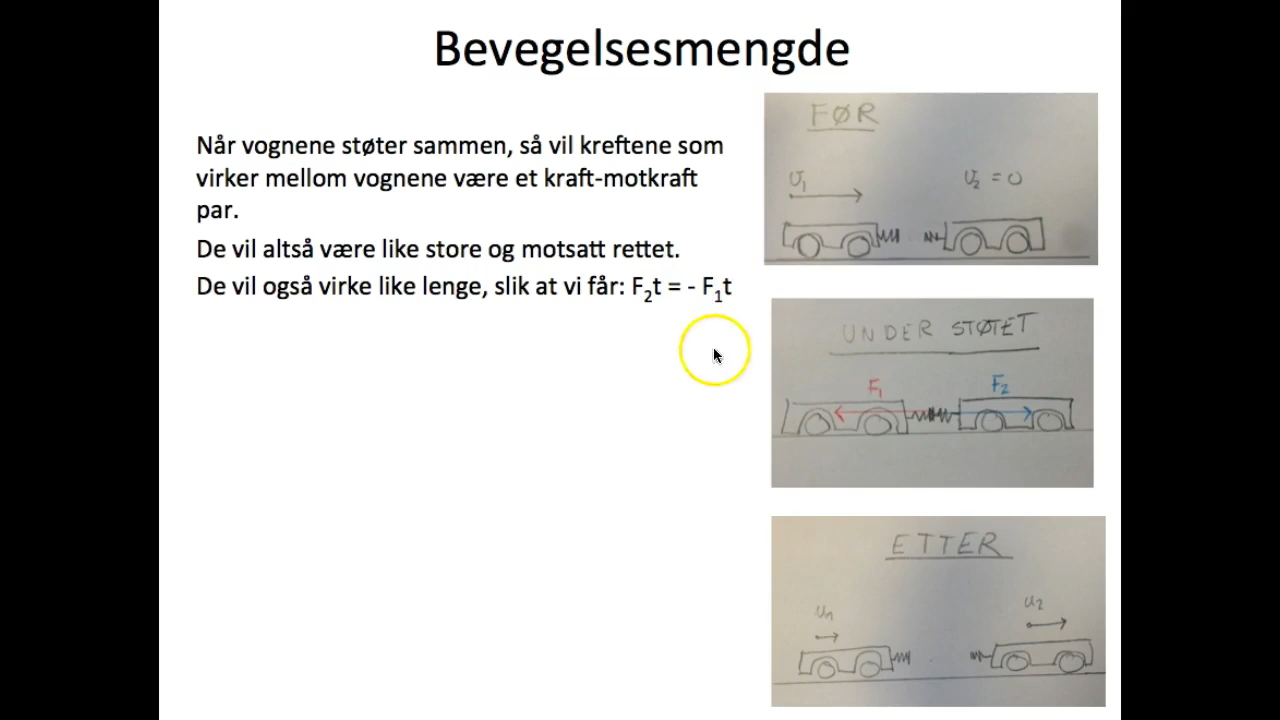 Bevegelsesmengde
Når vognene støter sammen, så vil kreftene som
virker mellom vognene være et kraft-motkraft
par.
De vil altså være like store og motsatt rettet.
De vil også virke like lenge, slik at vi får: F₂t = - F₁t
FØR
υ₁
υ₂ = 0
UNDER STØTET
F₁
F₂
ETTER
u₁
u₂